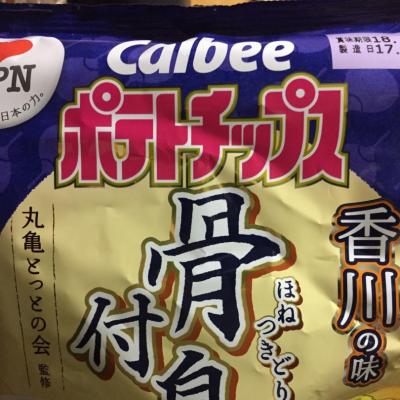 Calbee
賞味期限18.
製造日17.
PN
日本の力。
ポテトチップス
香川の味
骨付
ほねつきどり
丸亀とっとの会 監修